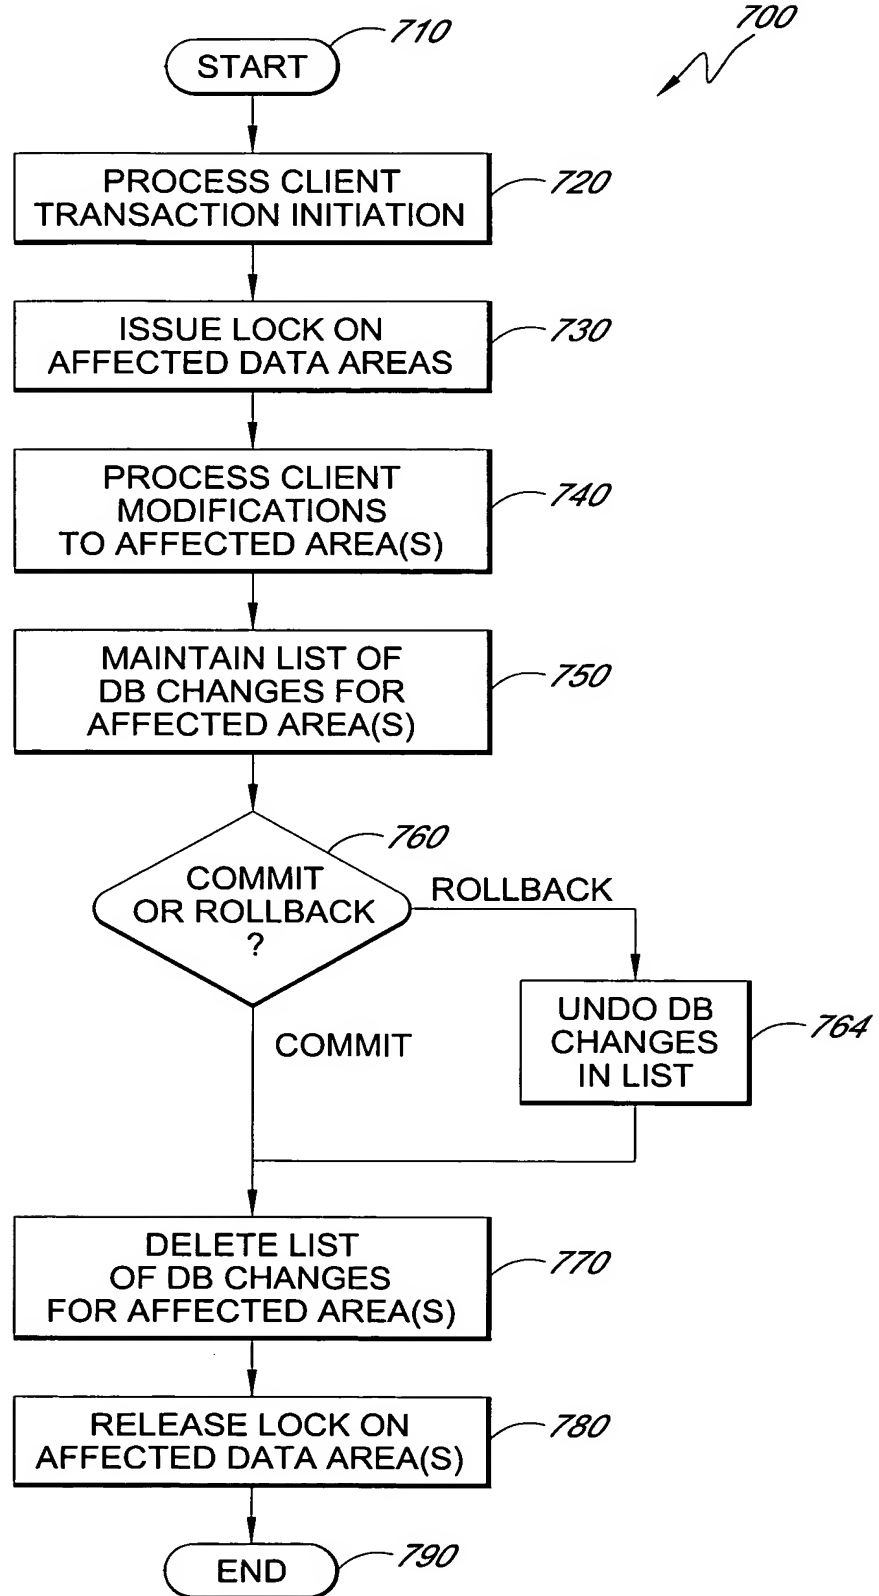 710
700
START
PROCESS CLIENT
TRANSACTION INITIATION
720
ISSUE LOCK ON
AFFECTED DATA AREAS
730
PROCESS CLIENT
MODIFICATIONS
TO AFFECTED AREA(S)
740
MAINTAIN LIST OF
DB CHANGES FOR
AFFECTED AREA(S)
750
760
COMMIT
OR ROLLBACK
?
ROLLBACK
COMMIT
UNDO DB
CHANGES
IN LIST
764
DELETE LIST
OF DB CHANGES
FOR AFFECTED AREA(S)
770
RELEASE LOCK ON
AFFECTED DATA AREA(S)
780
END
790